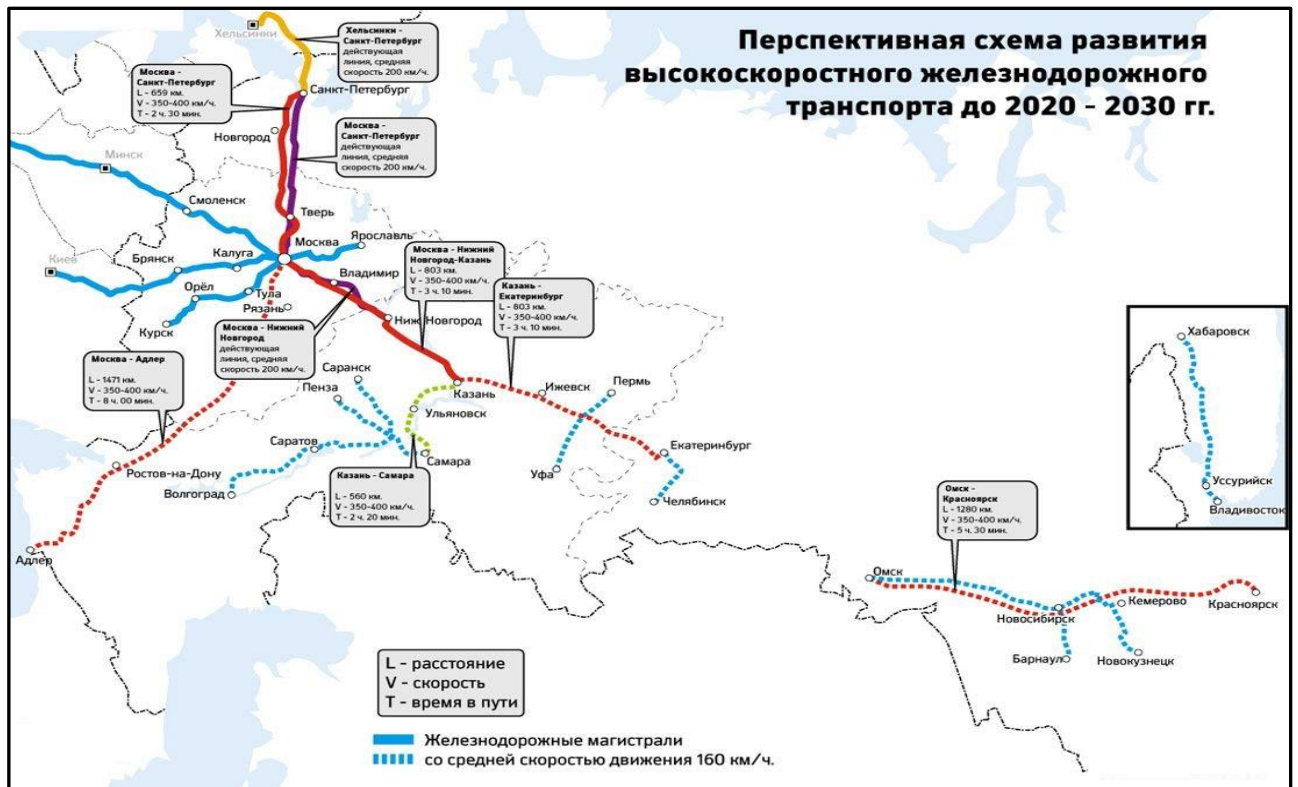 Перспективная схема развития
высокоскоростного железнодорожного
транспорта до 2020 - 2030 гг.
Хельсинки
Хельсинки -
Санкт-Петербург
действующая
линия, средняя
скорость 200 км/ч.
Москва -
Санкт-Петербург
L - 659 км.
V - 350-400 км/ч.
T - 2 ч. 30 мин.
Санкт-Петербург
Новгород
Москва -
Санкт-Петербург
действующая
линия, средняя
скорость 200 км/ч.
Минск
Смоленск
Тверь
Москва
Ярославль
Киев
Брянск
Калуга
Орёл
Тула
Рязань
Курск
Владимир
Москва - Нижний
Новгород-Казань
L - 803 км.
V - 350-400 км/ч.
T - 3 ч. 10 мин.
Казань -
Екатеринбург
L - 803 км.
V - 350-400 км/ч.
T - 3 ч. 10 мин.
Ниж Новгород
Москва - Нижний
Новгород
действующая
линия, средняя
скорость 200 км/ч.
Москва - Адлер
L - 1471 км.
V - 350-400 км/ч.
T - 8 ч. 00 мин.
Саранск
Пенза
Казань
Ижевск
Пермь
Ульяновск
Саратов
Самара
Екатеринбург
Ростов-на-Дону
Волгоград
Уфа
Челябинск
Казань - Самара
L - 560 км.
V - 350-400 км/ч.
T - 2 ч. 20 мин.
Адлер
Омск -
Красноярск
L - 1280 км.
V - 350-400 км/ч.
T - 5 ч. 30 мин.
Хабаровск
Уссурийск
Владивосток
Омск
Новосибирск
Кемерово
Красноярск
Барнаул
Новокузнецк
L - расстояние
V - скорость
T - время в пути
Железнодорожные магистрали
со средней скоростью движения 160 км/ч.